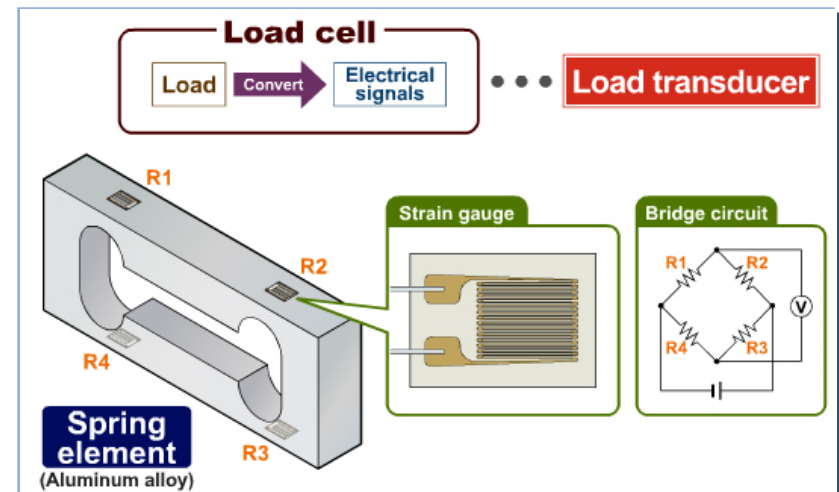 Load cell
Load
Convert
Electrical
signals
Load transducer
R1
R2
R4
R3
Spring
element
(Aluminum alloy)
Strain gauge
Bridge circuit
R1
R2
V
R4
R3